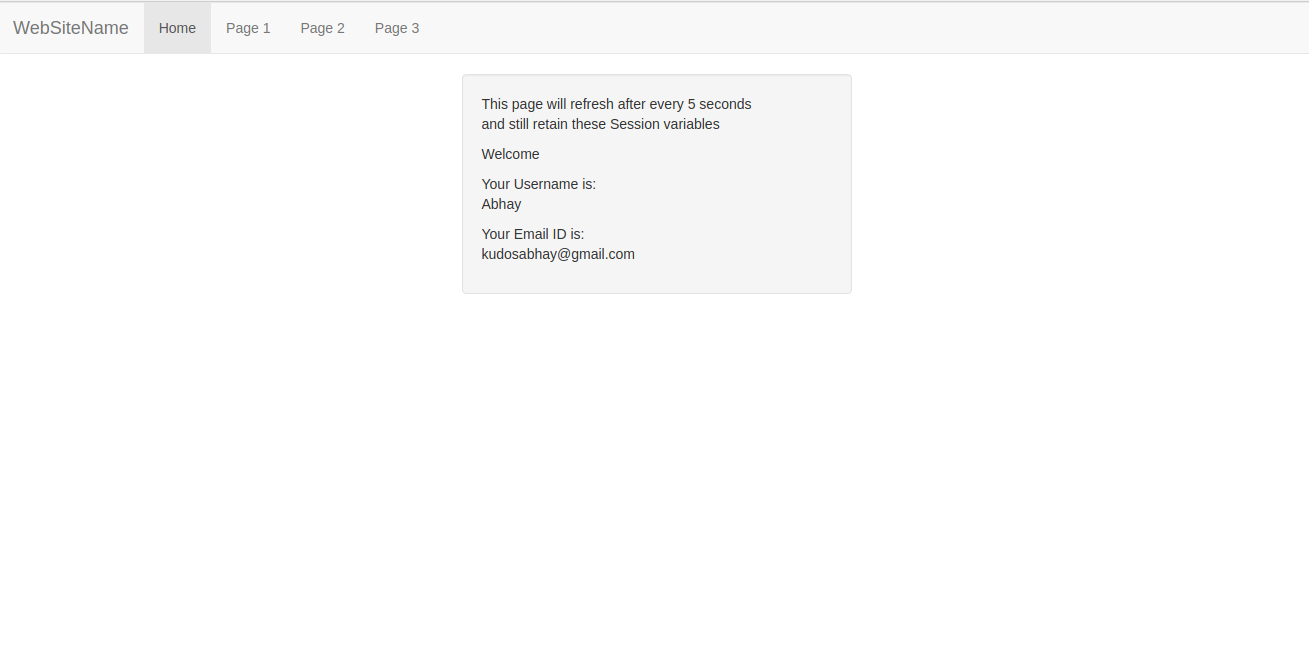 WebSiteName Home Page 1 Page 2 Page 3
This page will refresh after every 5 seconds
and still retain these Session variables
Welcome
Your Username is:
Abhay
Your Email ID is:
kudosabhay@gmail.com